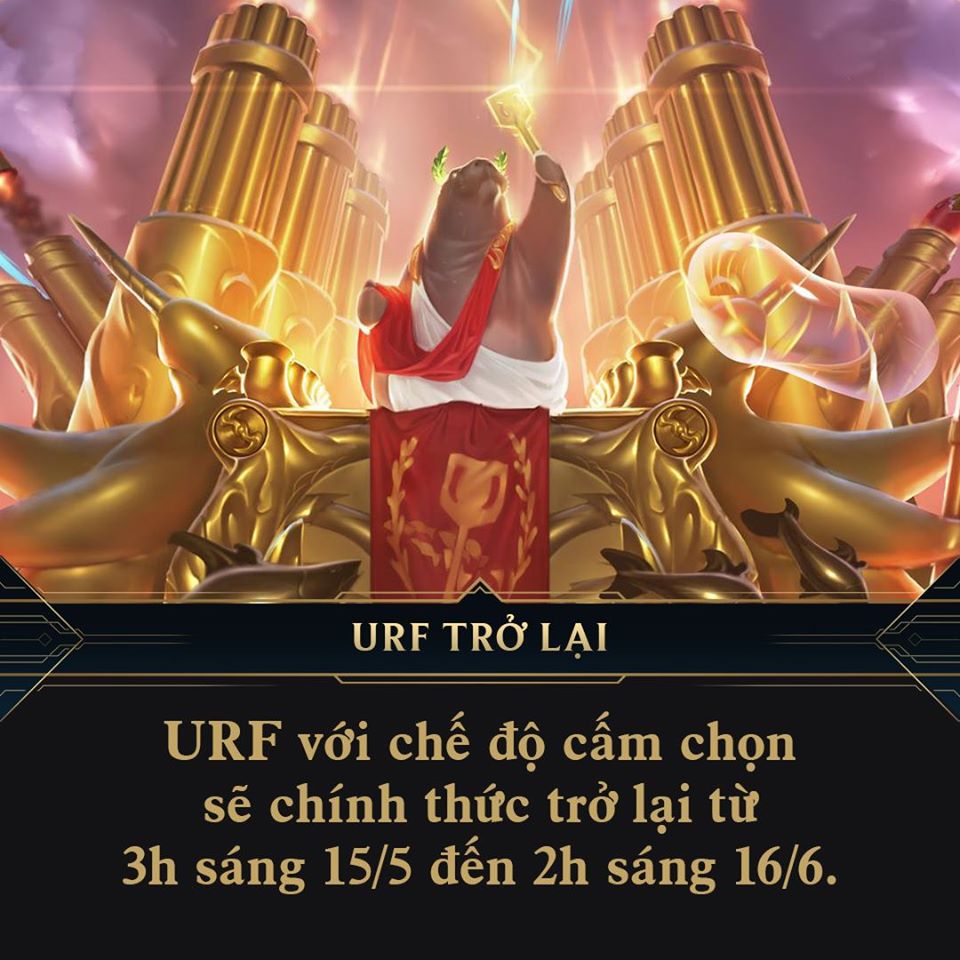 URF TRỞ LẠI
URF với chế độ cấm chọn
sẽ chính thức trở lại từ
3h sáng 15/5 đến 2h sáng 16/6.